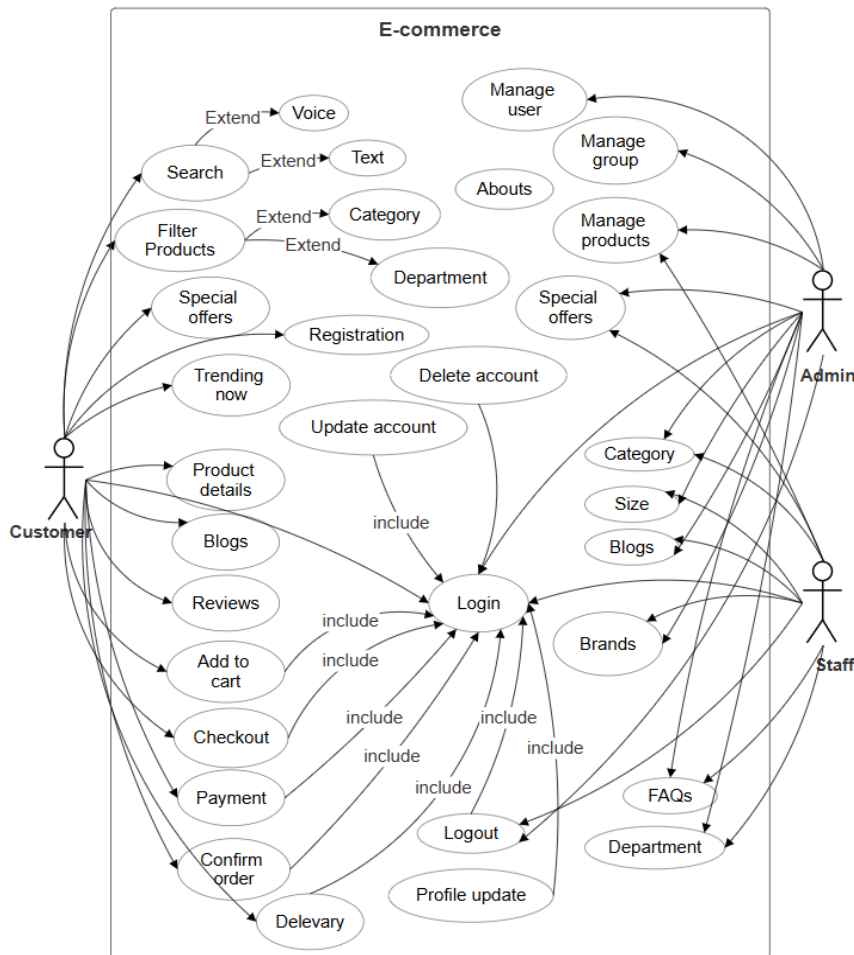 E-commerce
Manage
user
Voice
Extend
Manage
group
Search
Extend
Text
Abouts
Filter
Products
Extend
Category
Extend
Manage
products
Department
Special
offers
Special
offers
Registration
Trending
now
Delete account
Admin
Update account
Category
Product
details
Customer
Size
include
Blogs
Blogs
Reviews
Login
include
Brands
Add to
cart
include
Staff
Checkout
include
include
include
include
include
Payment
FAQs
Logout
Department
Confirm
order
Profile update
Delevary